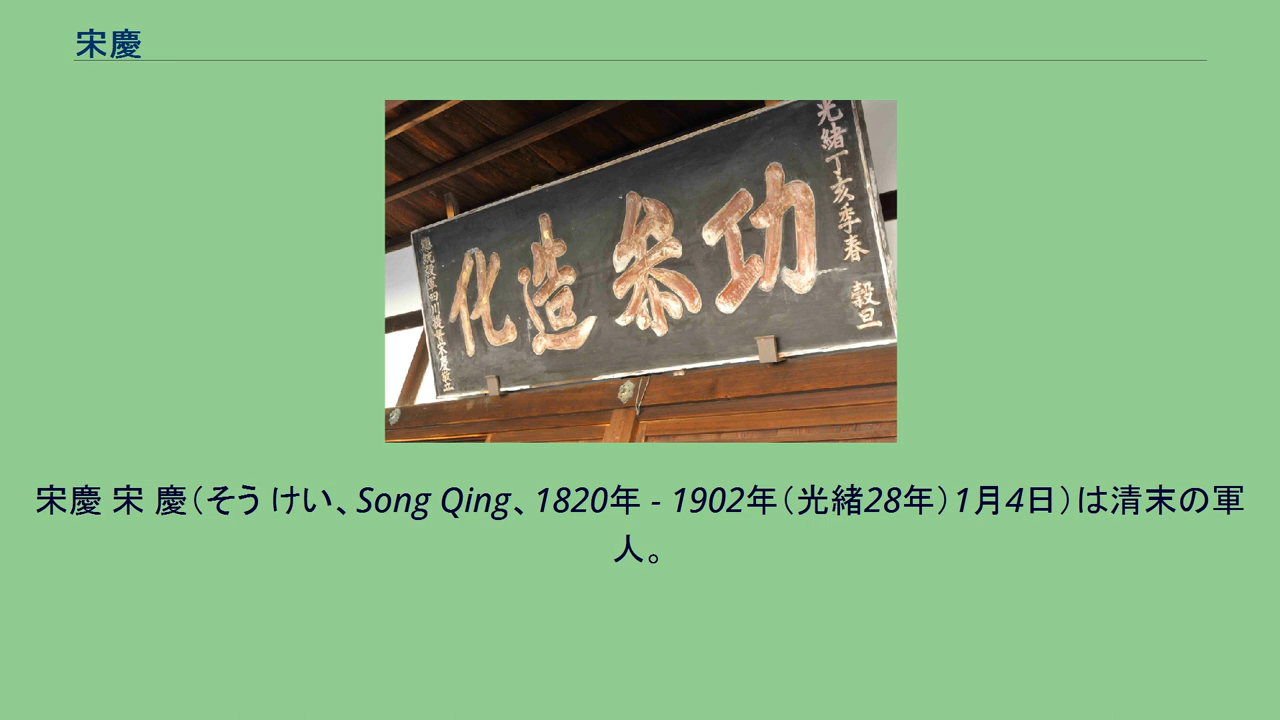 宋慶
光緒丁亥季春 穀旦
功叅造化
宋慶 宋 慶（そう けい、Song Qing、1820年 - 1902年（光緒28年）1月4日）は清末の軍
人。